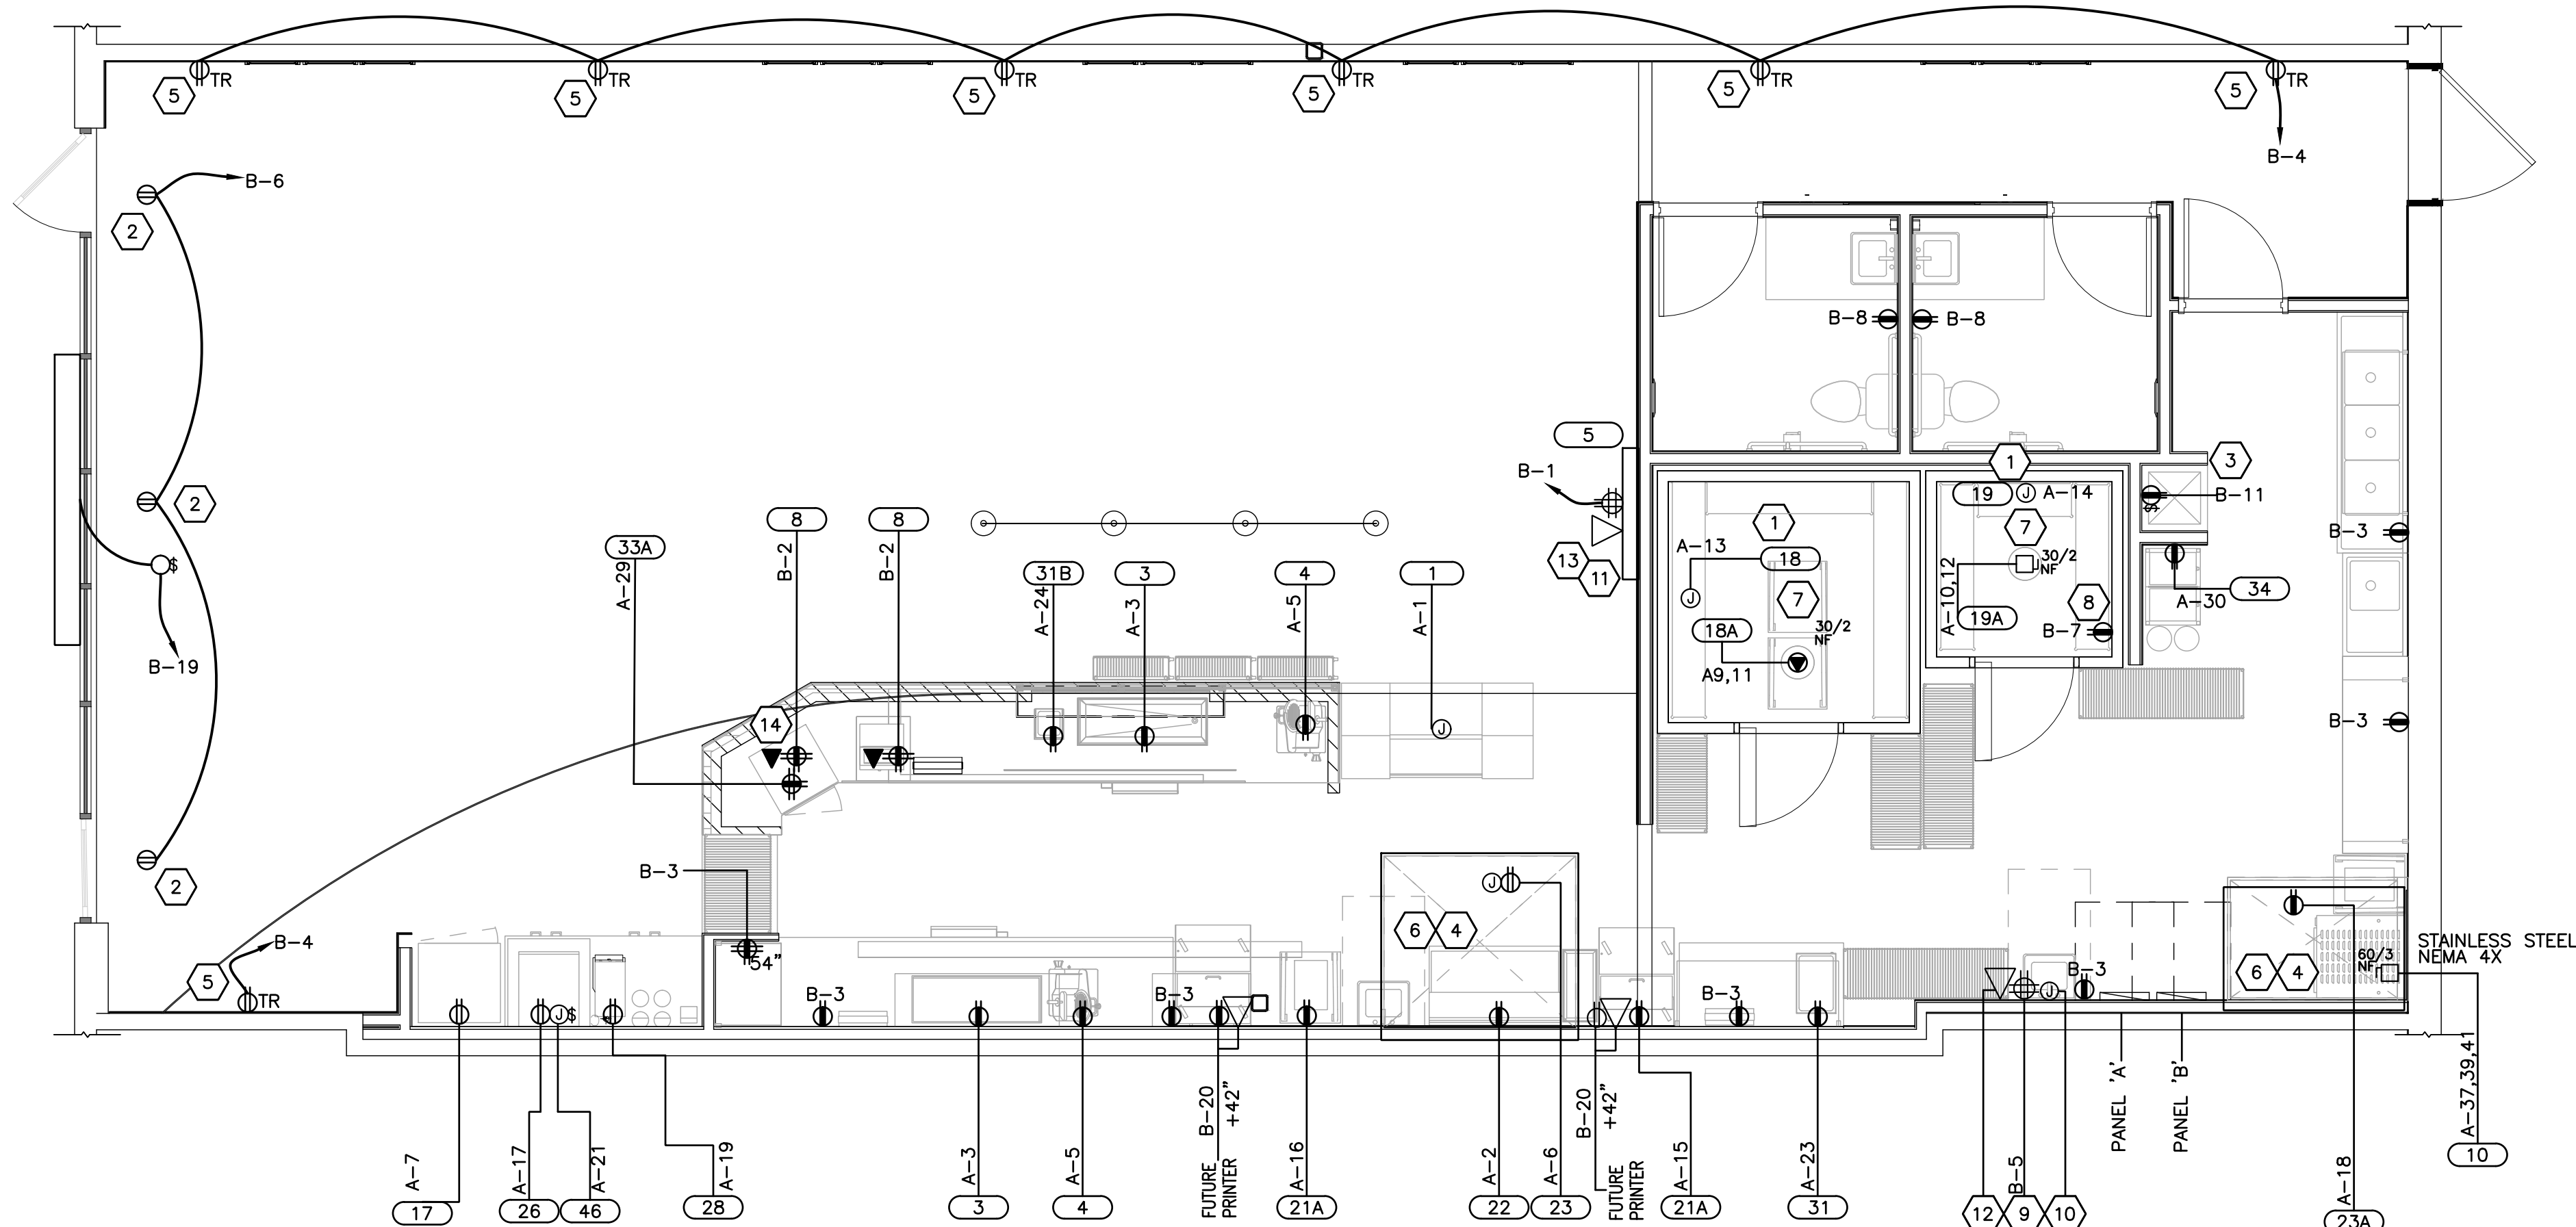 TR
TR
TR
TR
TR
TR
5
5
5
5
5
5
B-4
B-6
2
B-8
B-8
5
1
3
B-1
19
J
A-14
$
B-11
2
8
8
1
7
B-3
33A
B-2
B-2
13
11
A-13
18
30/2
NF
$
31B
3
4
1
J
7
A-10,12
8
34
A-29
A-24
A-3
A-5
A-1
A-30
19A
B-19
18A
30/2
NF
B-7
A9,11
14
J
B-3
2
B-3
J
6
4
B-4
54"
STAINLESS STEEL
NEMA 4X
60/3
NF
5
TR
6
4
J
$
B-3
B-3
B-3
J
B-3
A-7
A-17
A-21
A-19
A-3
A-5
B-20
+42"
FUTURE
PRINTER
A-16
A-2
A-6
B-20
+42"
FUTURE
PRINTER
A-15
A-23
B-5
PANEL 'A'
PANEL 'B'
A-18
A-37,39,41
10
17
26
46
28
3
4
21A
22
23
21A
31
12
9
10
23A